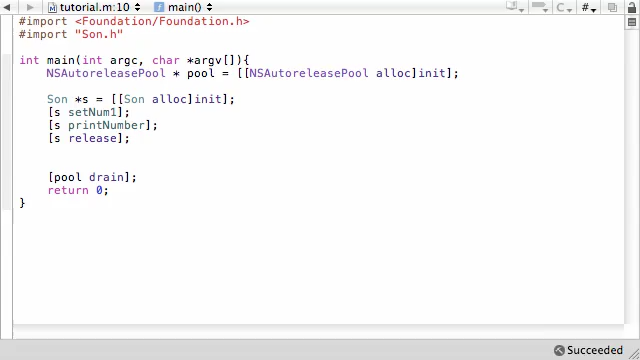 tutorial.m:10 main() C #
#import <Foundation/Foundation.h>
#import "Son.h"
int main(int argc, char *argv[]){
NSAutoreleasePool * pool = [[NSAutoreleasePool alloc]init];
Son *s = [[Son alloc]init];
[s setNum1];
[s printNumber];
[s release];
[pool drain];
return 0;
}
Succeeded